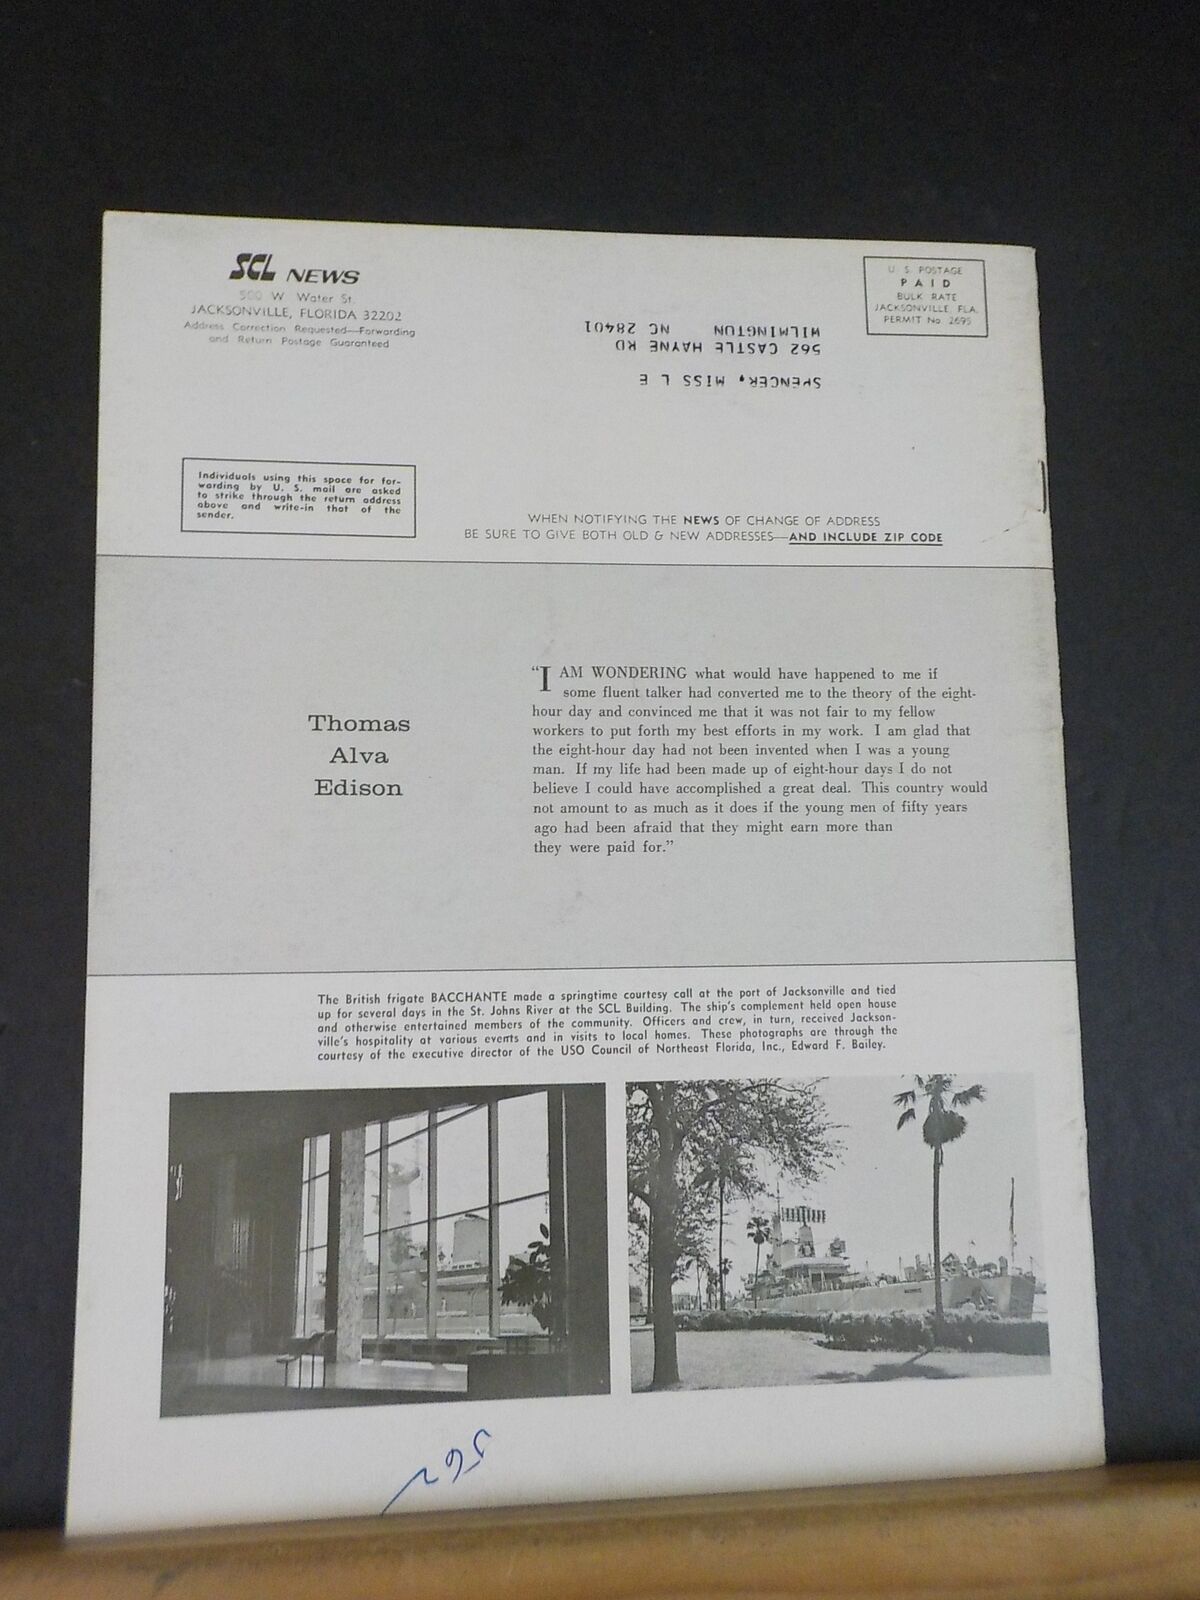 SCL NEWS
500 W Water St.
JACKSONVILLE, FLORIDA 32202
Address Correction Requested—Forwarding
and Return Postage Guaranteed
U. S. POSTAGE
PAID
BULK RATE
JACKSONVILLE FLA.
PERMIT No. 2695
SPENCER, MISS L E
562 CASTLE HAYNE RD
WILMINGTON NC 28401
Individuals using this space for for-
warding by U. S. mail are asked
to strike through the return address
above and write-in that of the
sender.
WHEN NOTIFYING THE NEWS OF CHANGE OF ADDRESS
BE SURE TO GIVE BOTH OLD & NEW ADDRESSES—AND INCLUDE ZIP CODE
Thomas
Alva
Edison
“I AM WONDERING what would have happened to me if
some fluent talker had converted me to the theory of the eight-
hour day and convinced me that it was not fair to my fellow
workers to put forth my best efforts in my work. I am glad that
the eight-hour day had not been invented when I was a young
man. If my life had been made up of eight-hour days I do not
believe I could have accomplished a great deal. This country would
not amount to as much as it does if the young men of fifty years
ago had been afraid that they might earn more than
they were paid for.”
The British frigate BACCHANTE made a springtime courtesy call at the port of Jacksonville and tied
up for several days in the St. Johns River at the SCL Building. The ship's complement held open house
and otherwise entertained members of the community. Officers and crew, in turn, received Jackson-
ville's hospitality at various events and in visits to local homes. These photographs are through the
courtesy of the executive director of the USO Council of Northeast Florida, Inc., Edward F. Bailey.
562